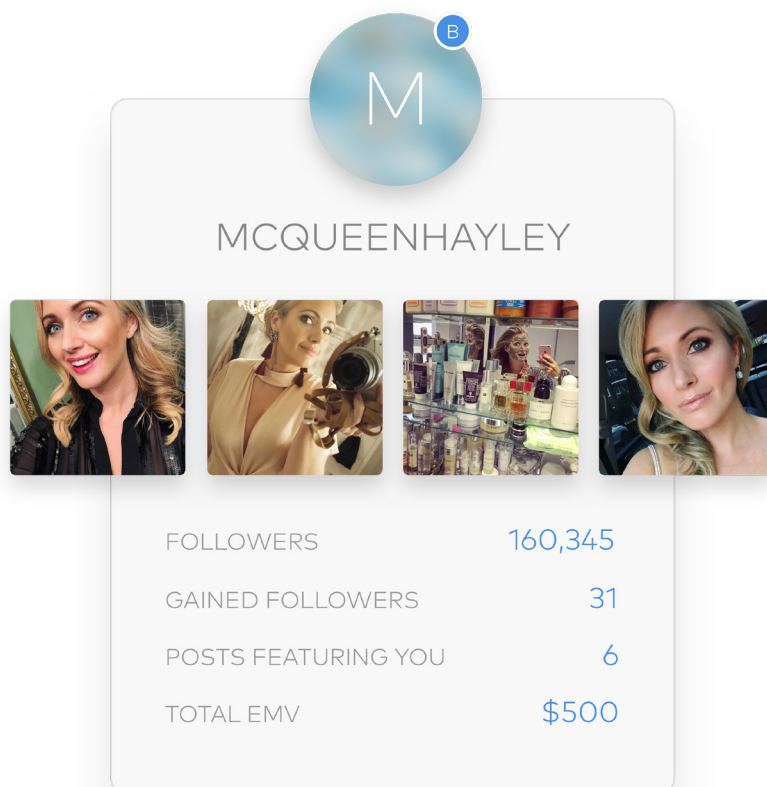 B
M
MCQUEENHAYLEY
FOLLOWERS 160,345
GAINED FOLLOWERS 31
POSTS FEATURING YOU 6
TOTAL EMV $500